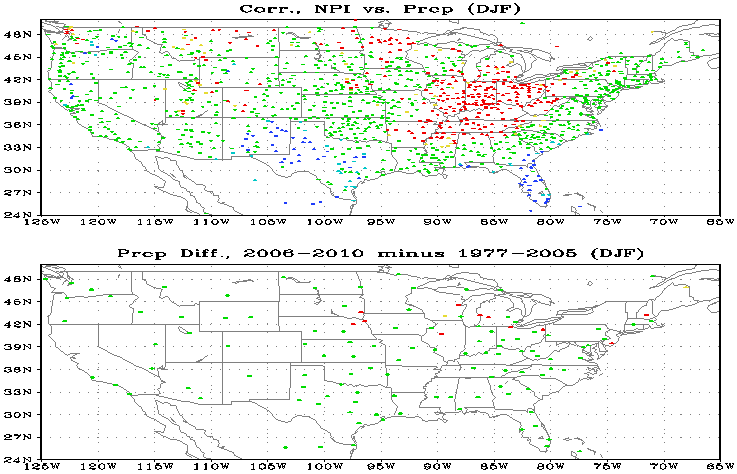 Corr., NPI vs. Prcp (DJF)
48N
45N
42N
39N
36N
33N
30N
27N
24N
125W 120W 115W 110W 105W 100W 95W 90W 85W 80W 75W 70W 65W
Prcp Diff., 2006-2010 minus 1977-2005 (DJF)
48N
45N
42N
39N
36N
33N
30N
27N
24N
125W 120W 115W 110W 105W 100W 95W 90W 85W 80W 75W 70W 65W